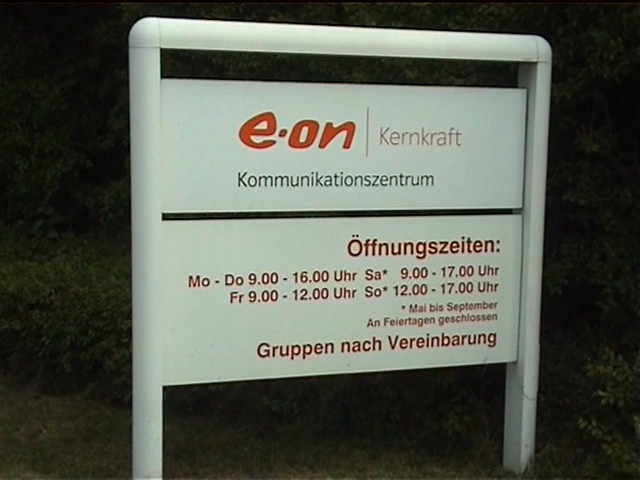 e·on | Kernkraft
Kommunikationszentrum
Öffnungszeiten:
Mo - Do 9.00 - 16.00 Uhr Sa* 9.00 - 17.00 Uhr
Fr 9.00 - 12.00 Uhr So* 12.00 - 17.00 Uhr
* Mai bis September
An Feiertagen geschlossen
Gruppen nach Vereinbarung